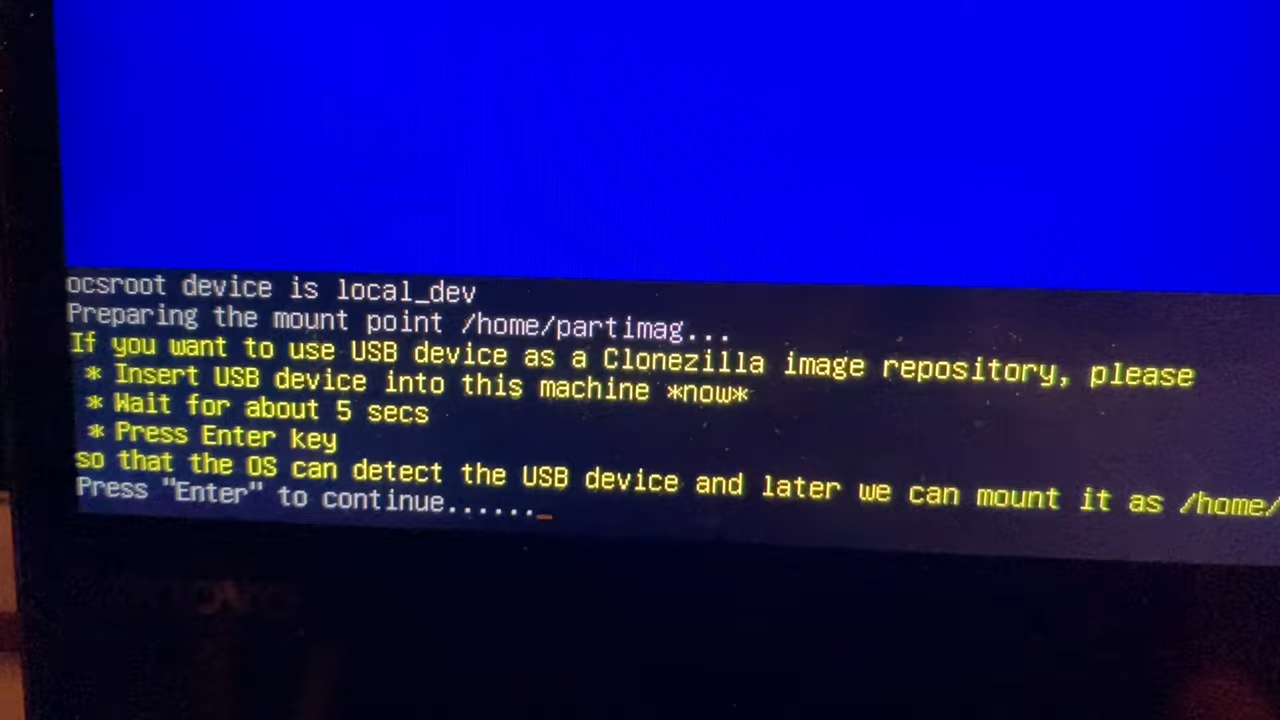 ocsroot device is local_dev
Preparing the mount point /home/partimag...
If you want to use USB device as a Clonezilla image repository, please
* Insert USB device into this machine *now*
* Wait for about 5 secs
* Press Enter key
so that the OS can detect the USB device and later we can mount it as /home/
Press "Enter" to continue......_